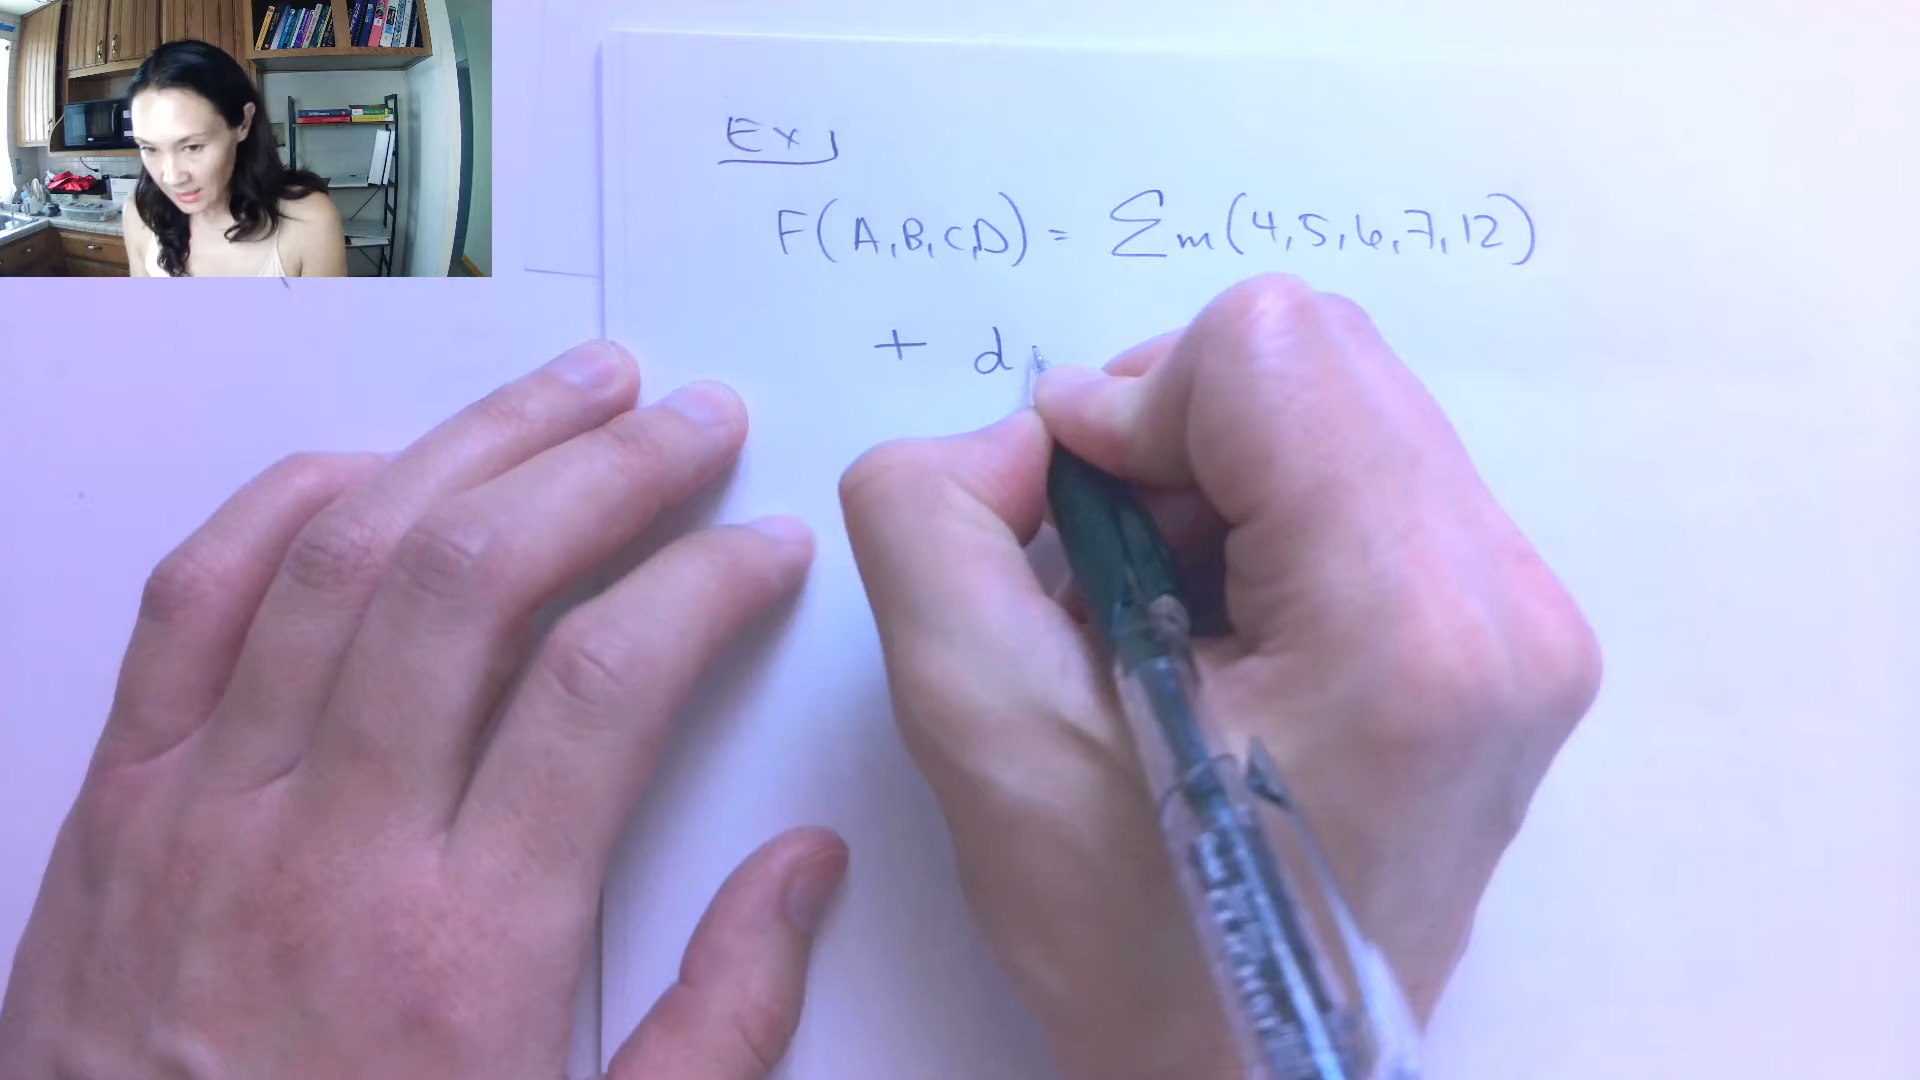 Ex
F(A,B,C,D) = Σm(4,5,6,7,12)
+ d